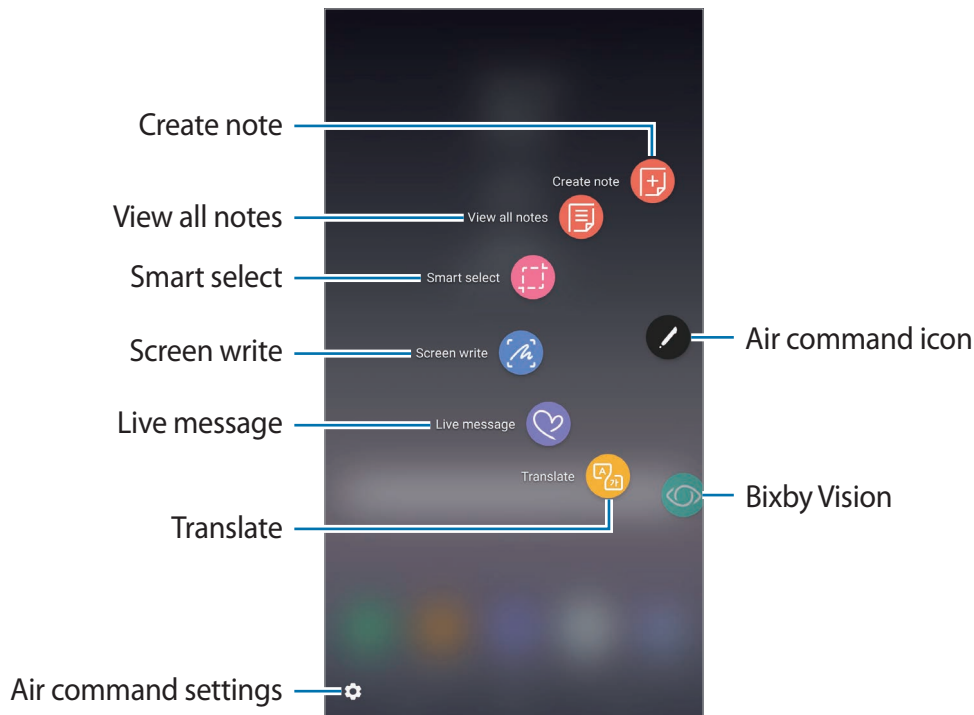 Create note
Create note
View all notes
View all notes
Smart select
Smart select
Air command icon
Screen write
Screen write
Live message
Live message
Translate
A
가
Bixby Vision
Translate
Air command settings